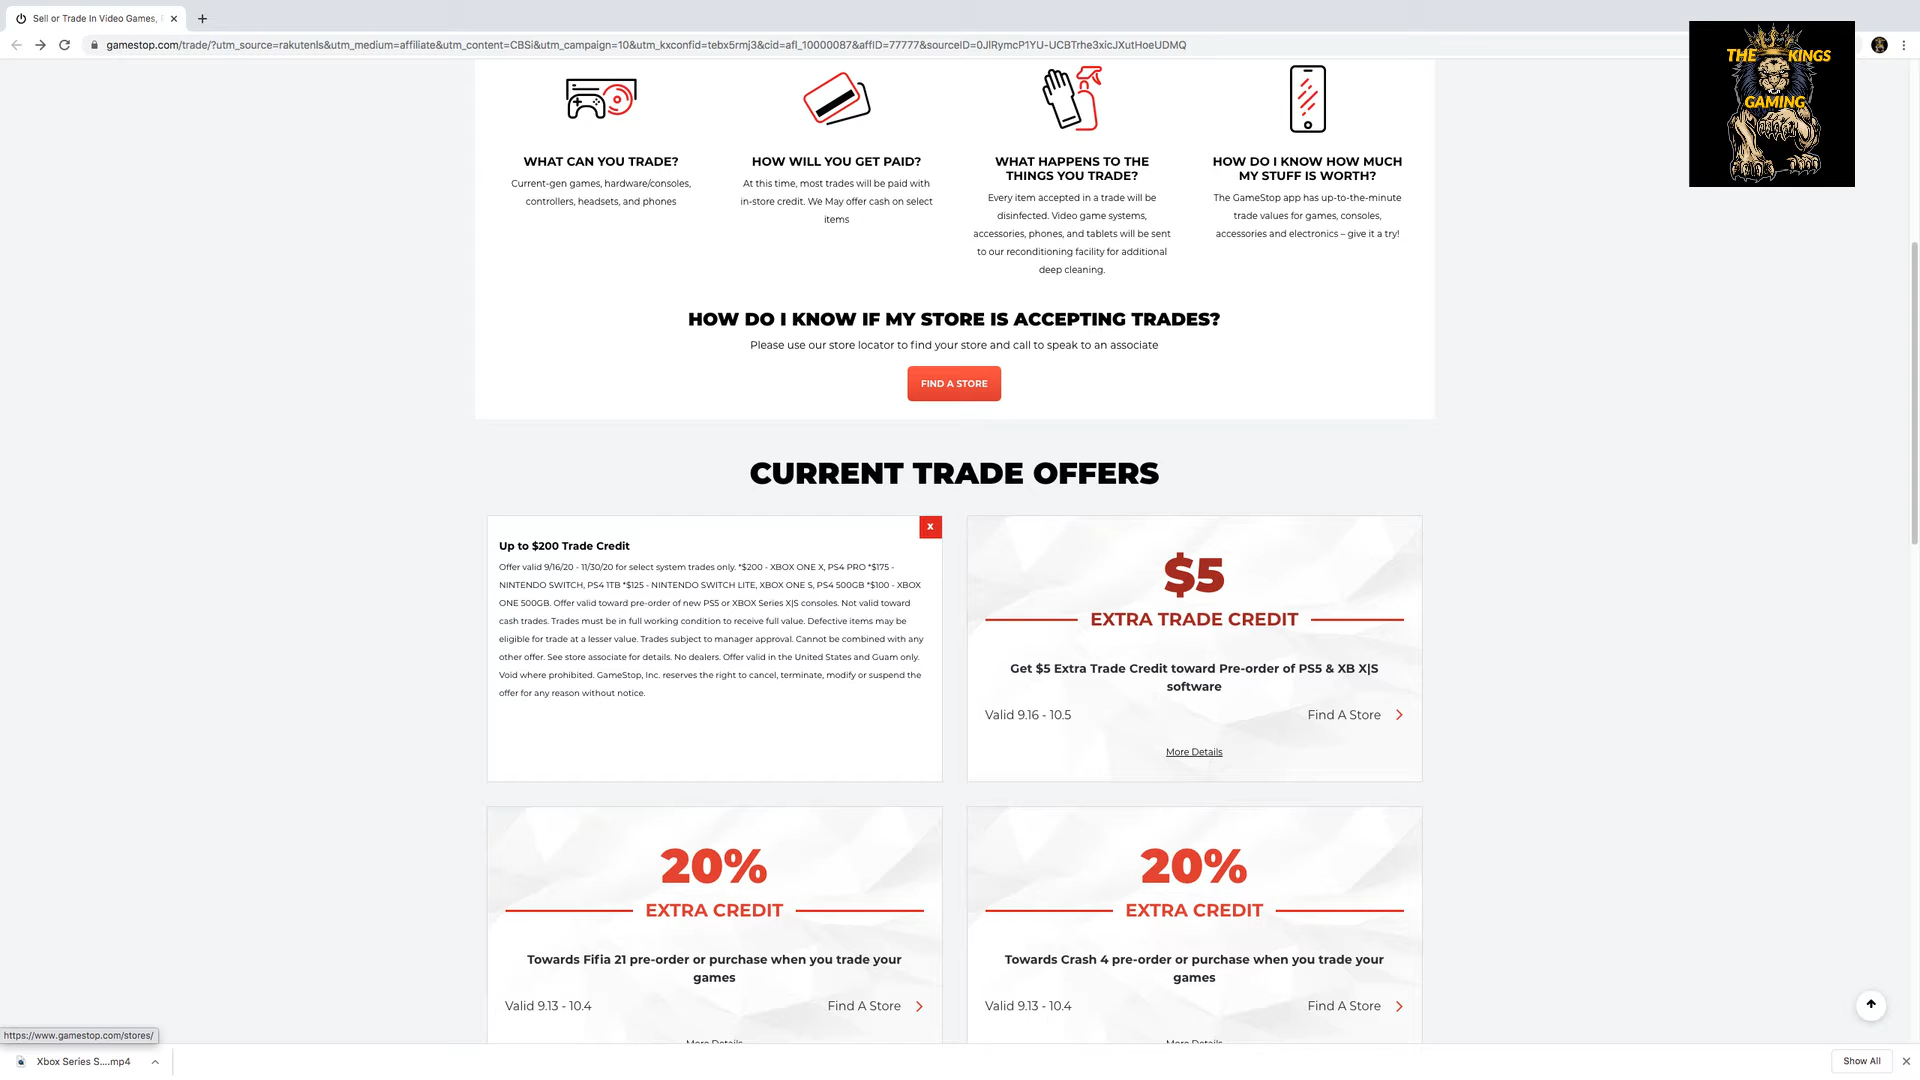 Sell or Trade In Video Games,
gamestop.com/trade/?utm_source=rakutenls&utm_medium=affiliate&utm_content=CBSi&utm_campaign=10&utm_kxconfid=tebx5rmj3&cid=afl_10000087&affID=77777&sourceID=0JlRymcP1YU-UCBTrhe3xicJXutHoeUDMQ
THE KINGS
GAMING
WHAT CAN YOU TRADE?
Current-gen games, hardware/consoles,
controllers, headsets, and phones
HOW WILL YOU GET PAID?
At this time, most trades will be paid with
in-store credit. We May offer cash on select
items
WHAT HAPPENS TO THE
THINGS YOU TRADE?
Every item accepted in a trade will be
disinfected. Video game systems,
accessories, phones, and tablets will be sent
to our reconditioning facility for additional
deep cleaning.
HOW DO I KNOW HOW MUCH
MY STUFF IS WORTH?
The GameStop app has up-to-the-minute
trade values for games, consoles,
accessories and electronics – give it a try!
HOW DO I KNOW IF MY STORE IS ACCEPTING TRADES?
Please use our store locator to find your store and call to speak to an associate
FIND A STORE
CURRENT TRADE OFFERS
x
Up to $200 Trade Credit
Offer valid 9/16/20 - 11/30/20 for select system trades only. *$200 - XBOX ONE X, PS4 PRO *$175 -
NINTENDO SWITCH, PS4 1TB *$125 - NINTENDO SWITCH LITE, XBOX ONE S, PS4 500GB *$100 - XBOX
ONE 500GB. Offer valid toward pre-order of new PS5 or XBOX Series X|S consoles. Not valid toward
cash trades. Trades must be in full working condition to receive full value. Defective items may be
eligible for trade at a lesser value. Trades subject to manager approval. Cannot be combined with any
other offer. See store associate for details. No dealers. Offer valid in the United States and Guam only.
Void where prohibited. GameStop, Inc. reserves the right to cancel, terminate, modify or suspend the
offer for any reason without notice.
$5
EXTRA TRADE CREDIT
Get $5 Extra Trade Credit toward Pre-order of PS5 & XB X|S
software
Valid 9.16 - 10.5
Find A Store
More Details
20%
EXTRA CREDIT
Towards Fifia 21 pre-order or purchase when you trade your
games
Valid 9.13 - 10.4
Find A Store
More Details
20%
EXTRA CREDIT
Towards Crash 4 pre-order or purchase when you trade your
games
Valid 9.13 - 10.4
Find A Store
More Details
https://www.gamestop.com/stores/
Xbox Series S....mp4
Show All